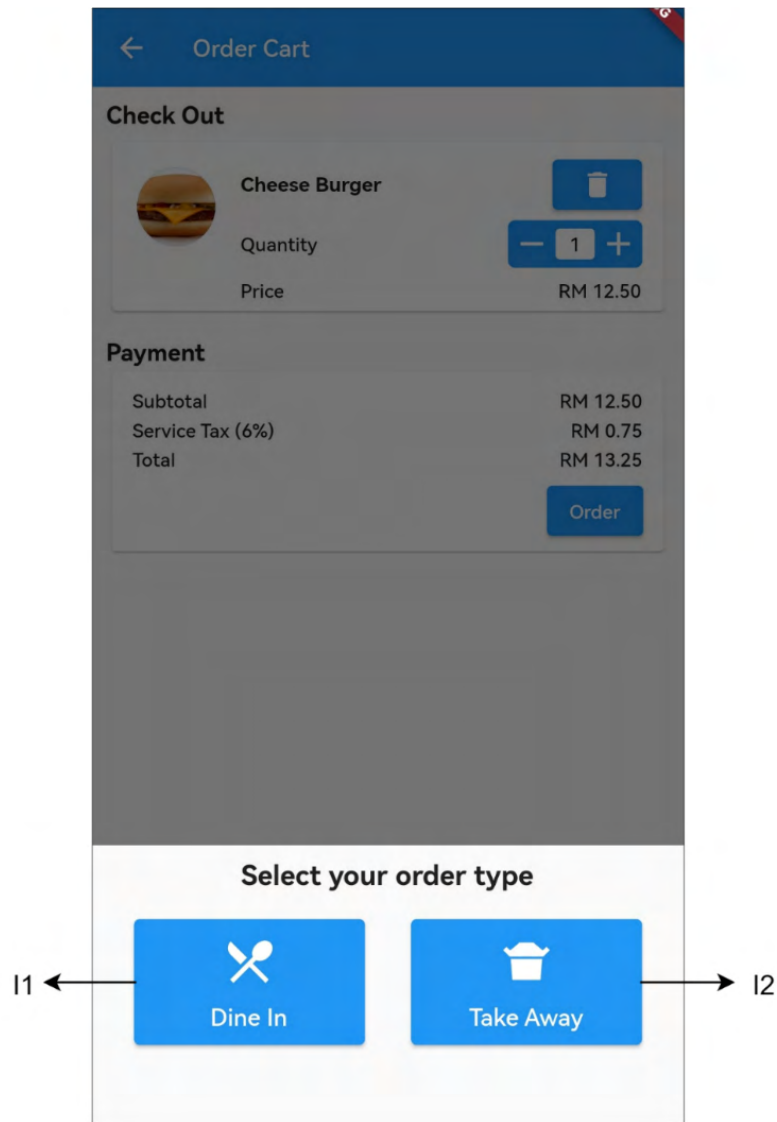 Order Cart
Check Out
Cheese Burger
Quantity
1
Price RM 12.50
Payment
Subtotal RM 12.50
Service Tax (6%) RM 0.75
Total RM 13.25
Order
Select your order type
I1
Dine In Take Away
I2